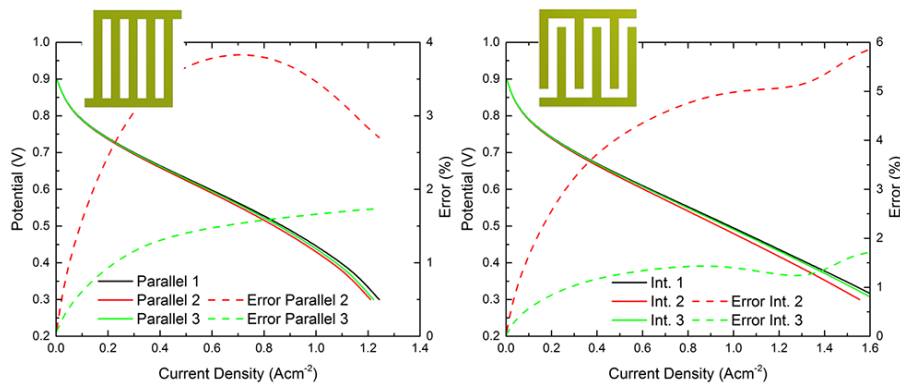 1.0
0.9
0.8
0.7
0.6
0.5
0.4
0.3
0.2
Potential (V)
0.0 0.2 0.4 0.6 0.8 1.0 1.2 1.4
Current Density (Acm-2)
4
3
2
1
0
Error (%)
Parallel 1
Parallel 2 Error Parallel 2
Parallel 3 Error Parallel 3
1.0
0.9
0.8
0.7
0.6
0.5
0.4
0.3
0.2
Potential (V)
0.0 0.2 0.4 0.6 0.8 1.0 1.2 1.4 1.6
Current Density (Acm-2)
6
5
4
3
2
1
0
Error (%)
Int. 1
Int. 2 Error Int. 2
Int. 3 Error Int. 3